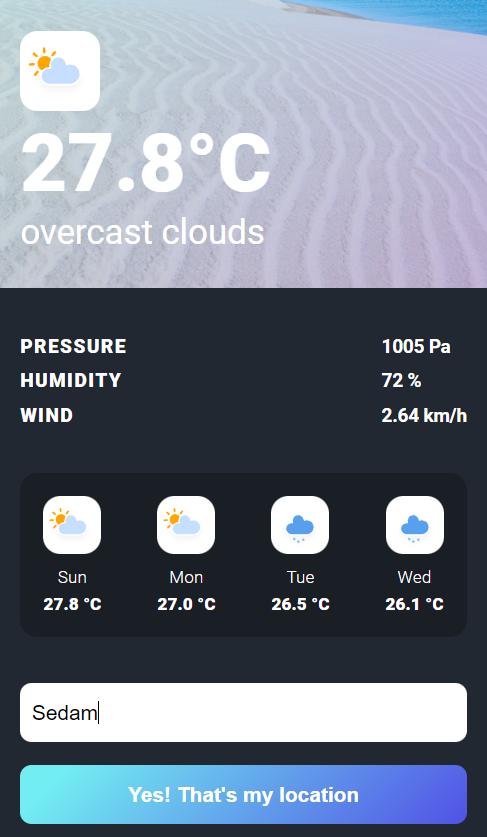 27.8°C
overcast clouds
PRESSURE 1005 Pa
HUMIDITY 72 %
WIND 2.64 km/h
Sun Mon Tue Wed
27.8 °C 27.0 °C 26.5 °C 26.1 °C
Sedam
Yes! That's my location